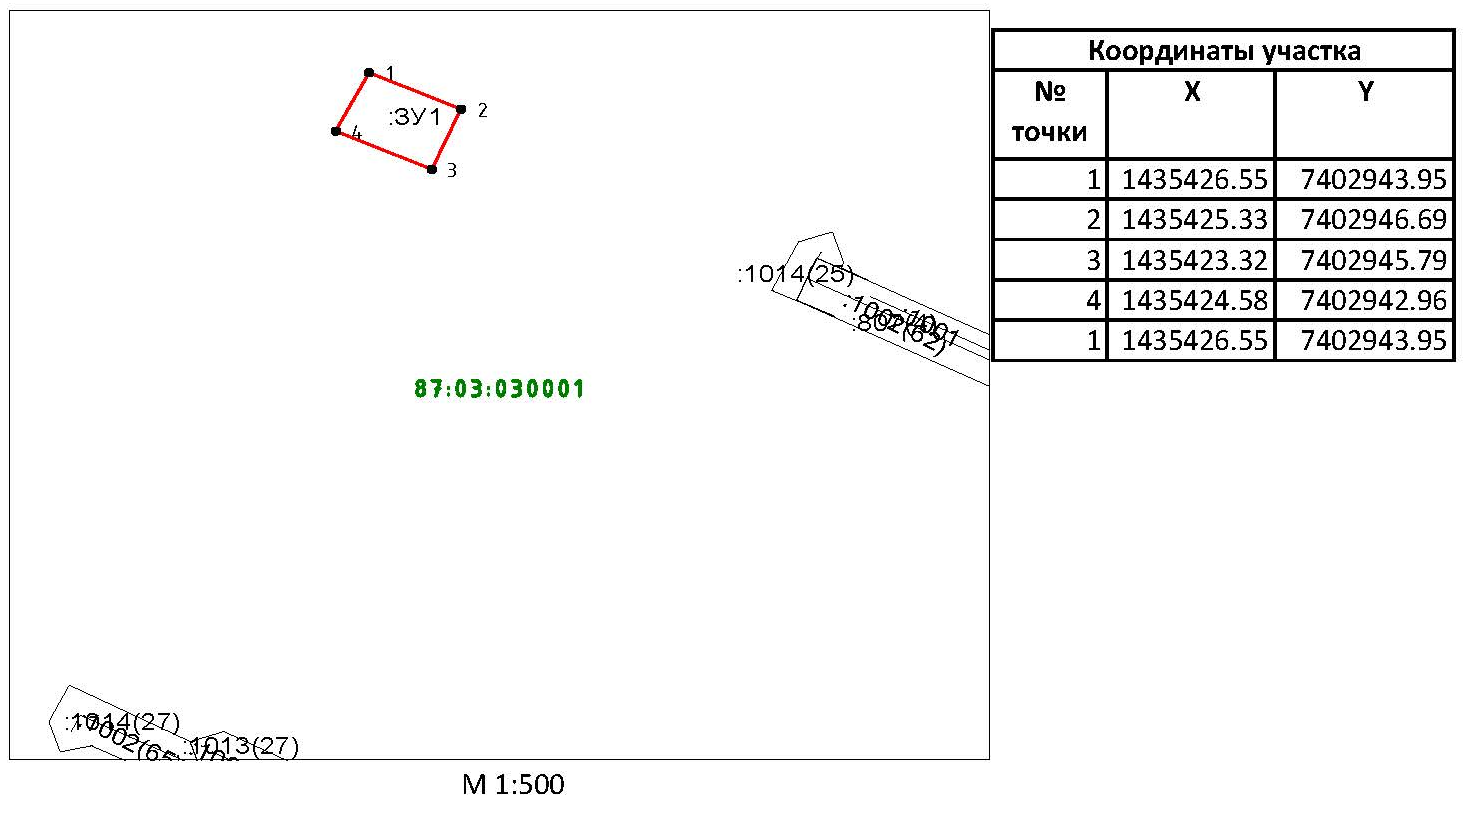 1
2
:ЗУ1
4
3
:1014(25)
:802(62)
87:03:030001
:1014(27)
:1013(27)
М 1:500
Координаты участка
№ точки X Y
1 1435426.55 7402943.95
2 1435425.33 7402946.69
3 1435423.32 7402945.79
4 1435424.58 7402942.96
1 1435426.55 7402943.95